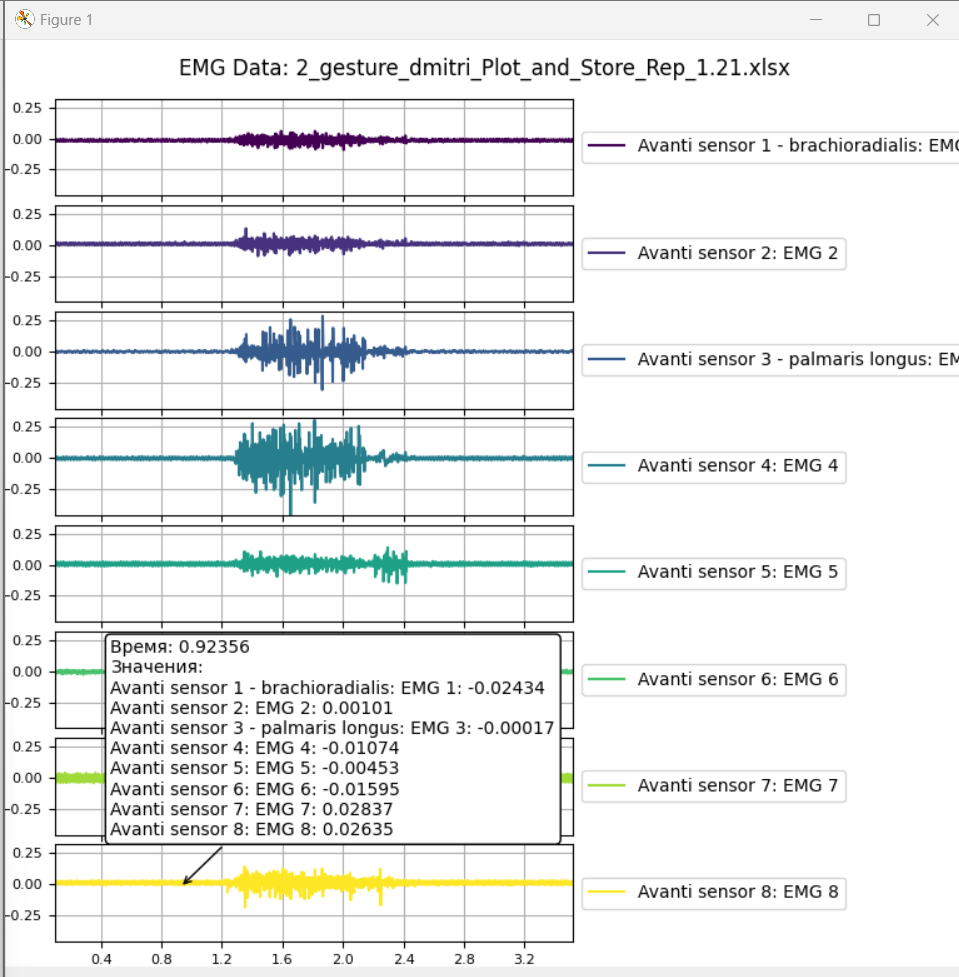 Figure 1
EMG Data: 2_gesture_dmitri_Plot_and_Store_Rep_1.21.xlsx
0.25
0.00
-0.25
Avanti sensor 1 - brachioradialis: EMG
0.25
0.00
-0.25
Avanti sensor 2: EMG 2
0.25
0.00
-0.25
Avanti sensor 3 - palmaris longus: EM
0.25
0.00
-0.25
Avanti sensor 4: EMG 4
0.25
0.00
-0.25
Avanti sensor 5: EMG 5
0.25
0.00
-0.25
Avanti sensor 6: EMG 6
Время: 0.92356
Значения:
Avanti sensor 1 - brachioradialis: EMG 1: -0.02434
Avanti sensor 2: EMG 2: 0.00101
Avanti sensor 3 - palmaris longus: EMG 3: -0.00017
Avanti sensor 4: EMG 4: -0.01074
Avanti sensor 5: EMG 5: -0.00453
Avanti sensor 6: EMG 6: -0.01595
Avanti sensor 7: EMG 7: 0.02837
Avanti sensor 8: EMG 8: 0.02635
0.25
0.00
-0.25
Avanti sensor 7: EMG 7
0.25
0.00
-0.25
Avanti sensor 8: EMG 8
0.4 0.8 1.2 1.6 2.0 2.4 2.8 3.2